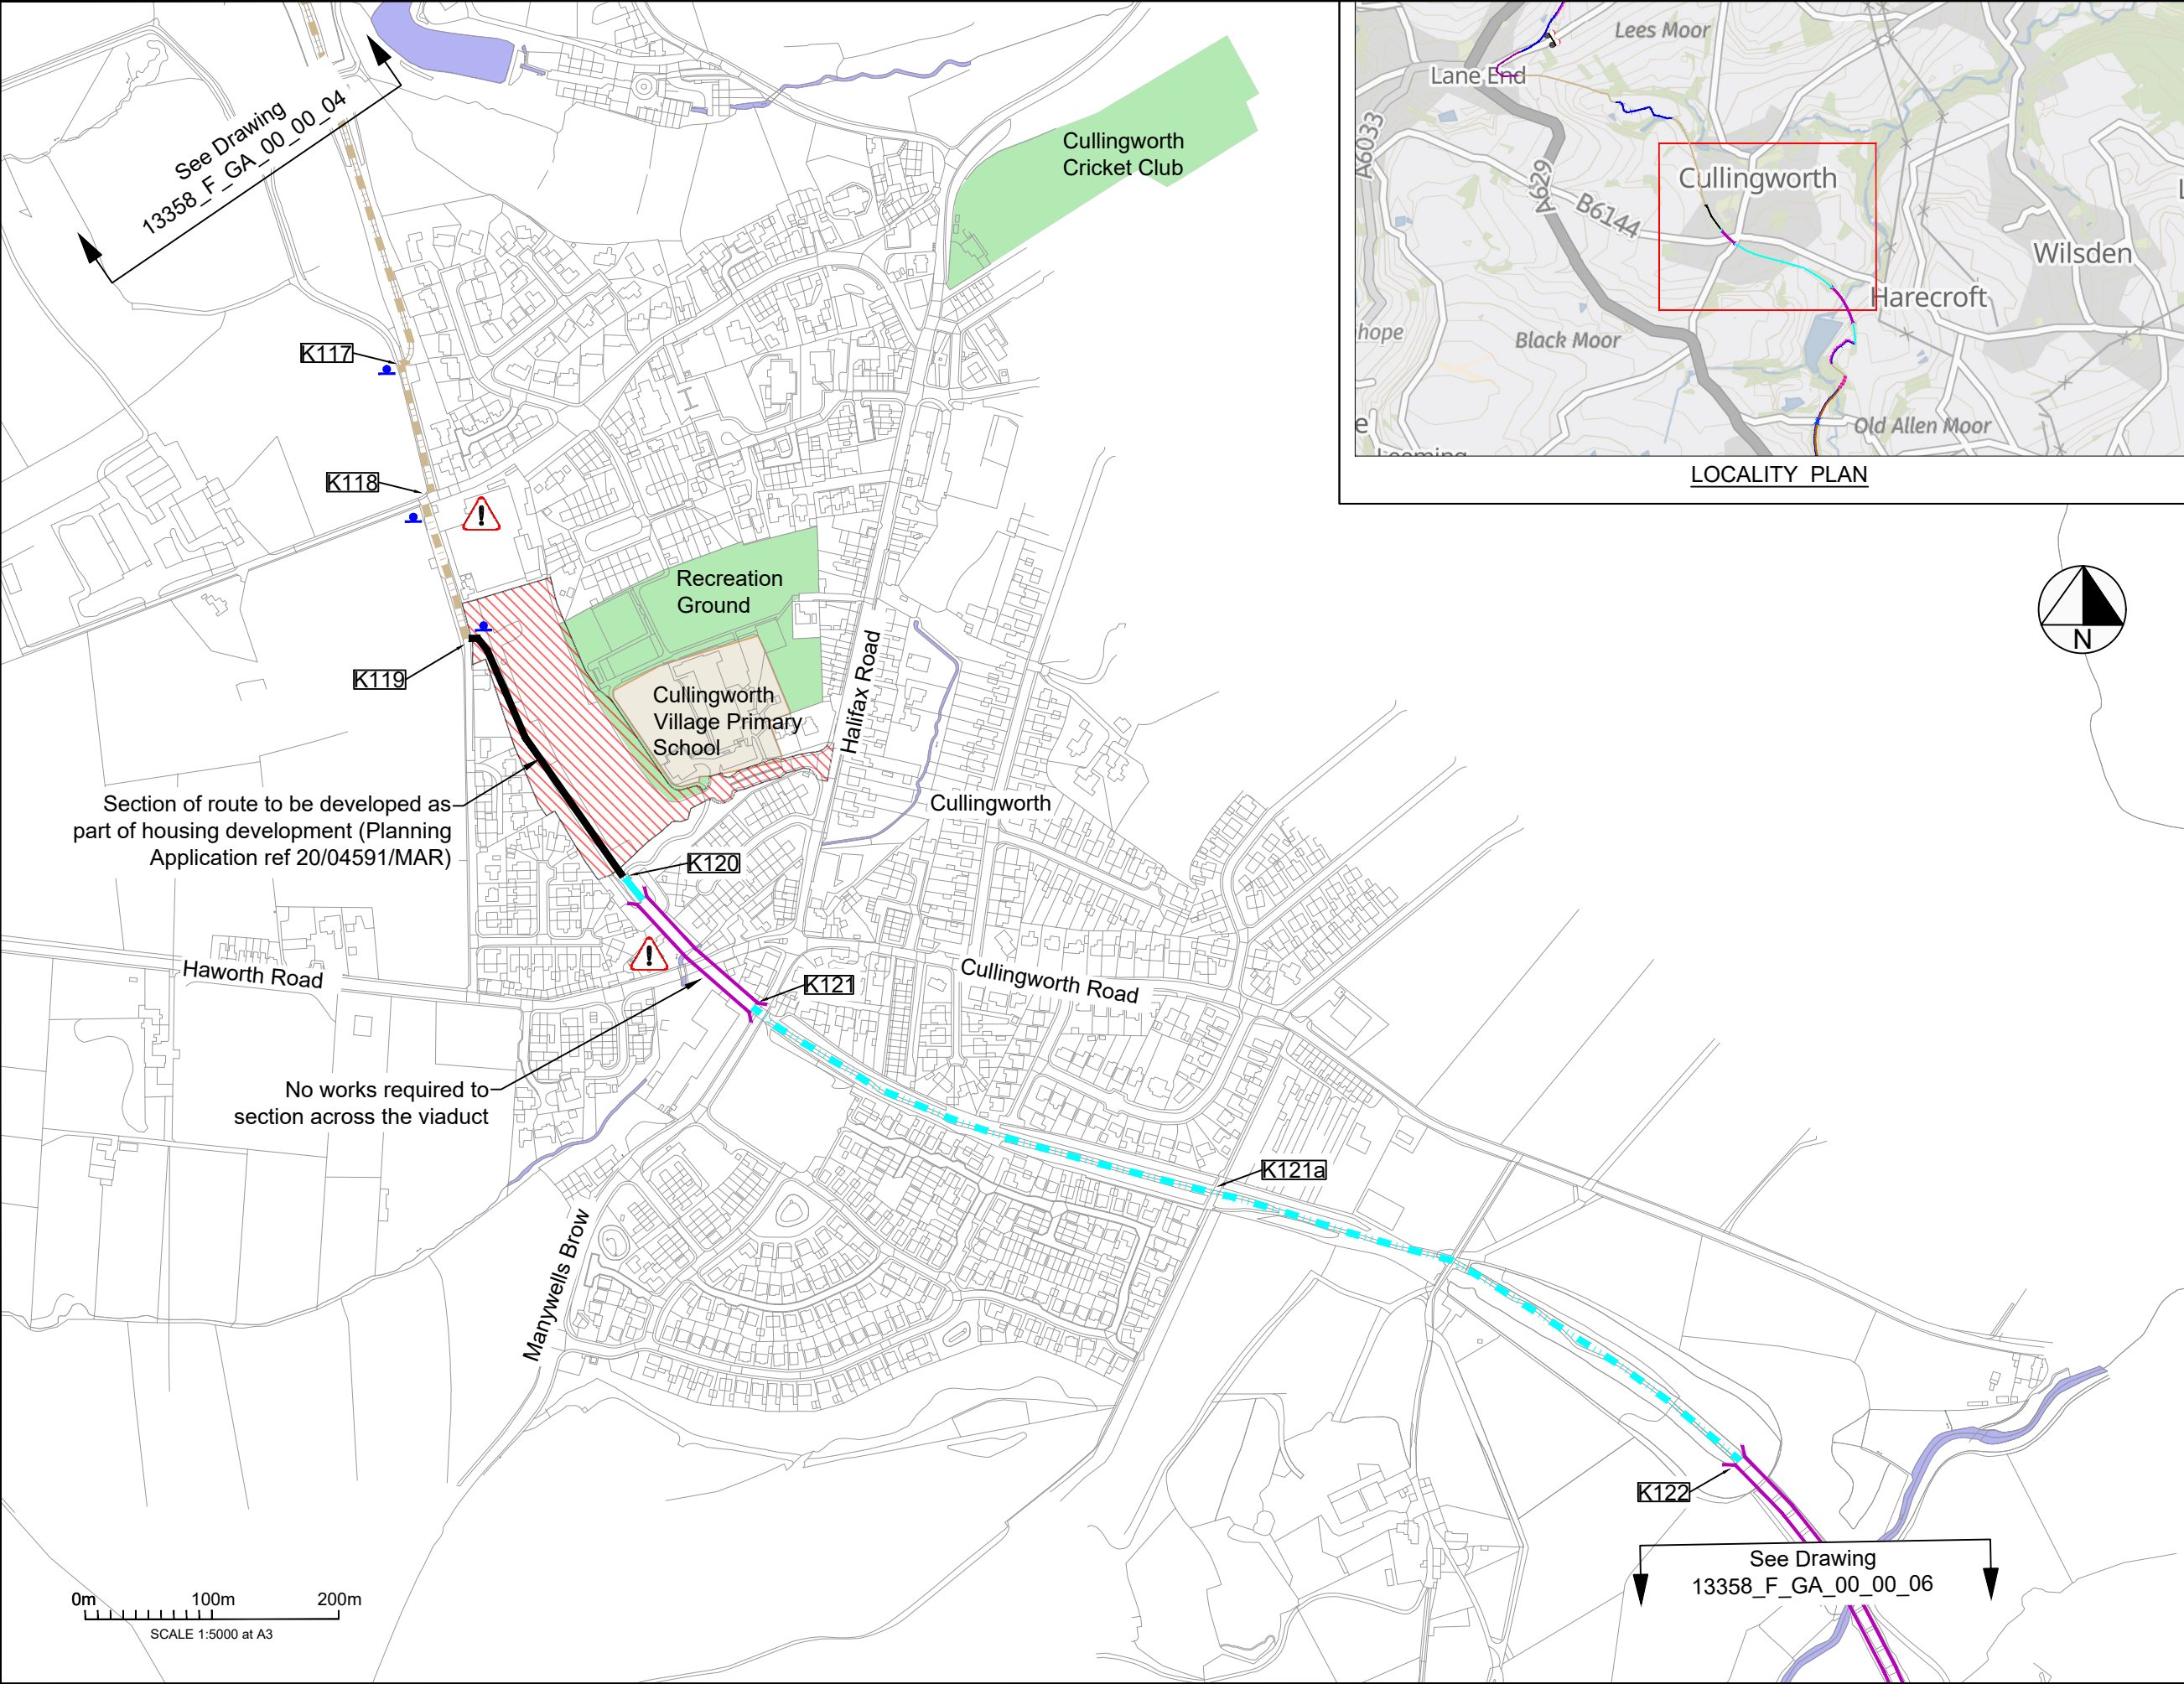 See Drawing
13358_F_GA_00_00_04
Cullingworth
Cricket Club
K117
K118
Recreation
Ground
K119
Cullingworth
Village Primary
School
Halifax Road
Section of route to be developed as
part of housing development (Planning
Application ref 20/04591/MAR)
Cullingworth
K120
Haworth Road
Cullingworth Road
K121
No works required to
section across the viaduct
K121a
Manywells Brow
K122
See Drawing
13358_F_GA_00_00_06
0m 100m 200m
SCALE 1:5000 at A3
N
Lees Moor
Lane End
A6033
A629
B6144
Cullingworth
Wilsden
Harecroft
Black Moor
Old Allen Moor
LOCALITY PLAN